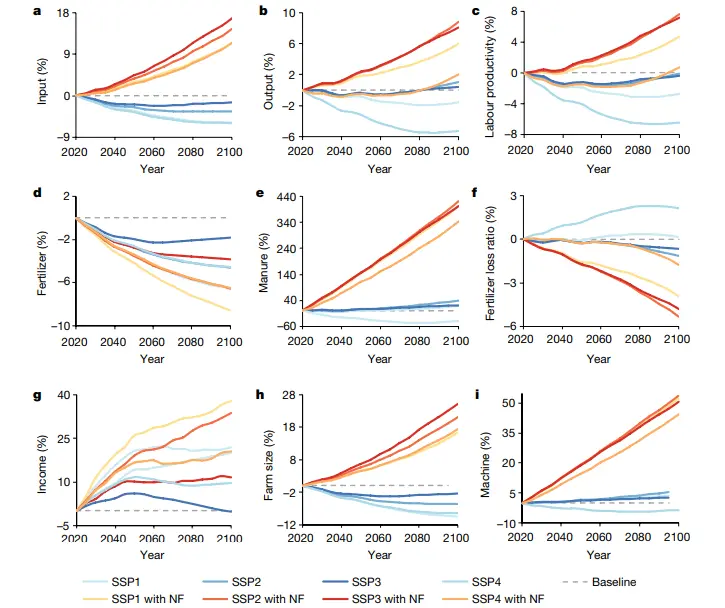 a
Input (%)
18
9
0
−9
2020 2040 2060 2080 2100
Year
b
Output (%)
10
6
2
−2
−6
2020 2040 2060 2080 2100
Year
c
Labour productivity (%)
8
4
0
−4
−8
2020 2040 2060 2080 2100
Year
d
Fertilizer (%)
2
−2
−6
−10
2020 2040 2060 2080 2100
Year
e
Manure (%)
440
340
240
140
40
−60
2020 2040 2060 2080 2100
Year
f
Fertilizer loss ratio (%)
3
0
−3
−6
2020 2040 2060 2080 2100
Year
g
Income (%)
40
25
10
−5
2020 2040 2060 2080 2100
Year
h
Farm size (%)
28
18
8
−2
−12
2020 2040 2060 2080 2100
Year
i
Machine (%)
50
35
20
5
−10
2020 2040 2060 2080 2100
Year
SSP1 SSP2 SSP3 SSP4 Baseline
SSP1 with NF SSP2 with NF SSP3 with NF SSP4 with NF